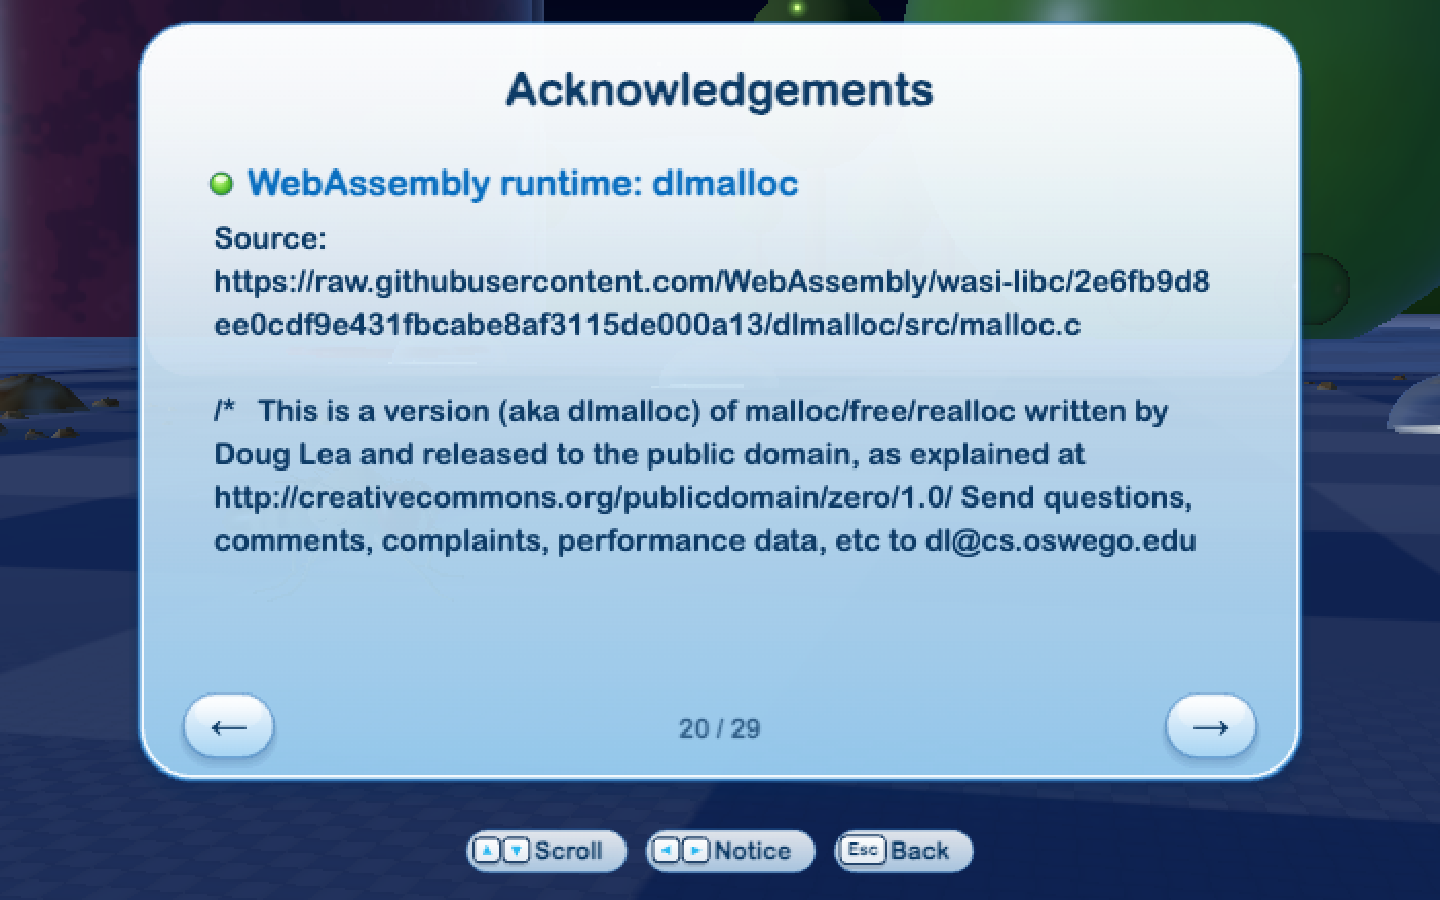 Acknowledgements
WebAssembly runtime: dlmalloc
Source:
https://raw.githubusercontent.com/WebAssembly/wasi-libc/2e6fb9d8
ee0cdf9e431fbcabe8af3115de000a13/dlmalloc/src/malloc.c
/*   This is a version (aka dlmalloc) of malloc/free/realloc written by
Doug Lea and released to the public domain, as explained at
http://creativecommons.org/publicdomain/zero/1.0/ Send questions,
comments, complaints, performance data, etc to dl@cs.oswego.edu
← 20 / 29 →
▲ ▼ Scroll ◄ ► Notice Esc Back